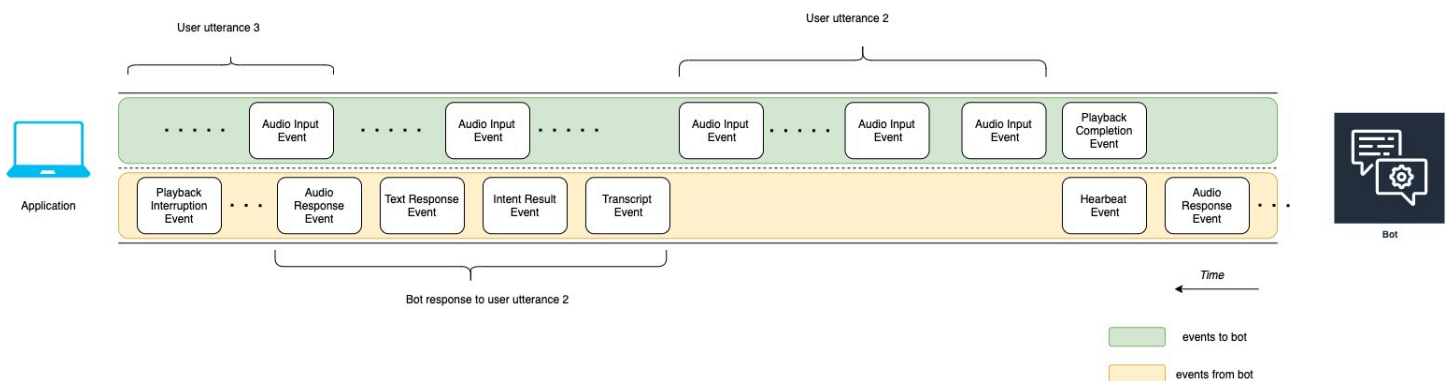 User utterance 3
User utterance 2
Audio Input
Event
Audio Input
Event
Audio Input
Event
Audio Input
Event
Audio Input
Event
Playback
Completion
Event
Application
Playback
Interruption
Event
Audio
Response
Event
Text Response
Event
Intent Result
Event
Transcript
Event
Hearbeat
Event
Audio
Response
Event
Bot
Bot response to user utterance 2
Time
events to bot
events from bot